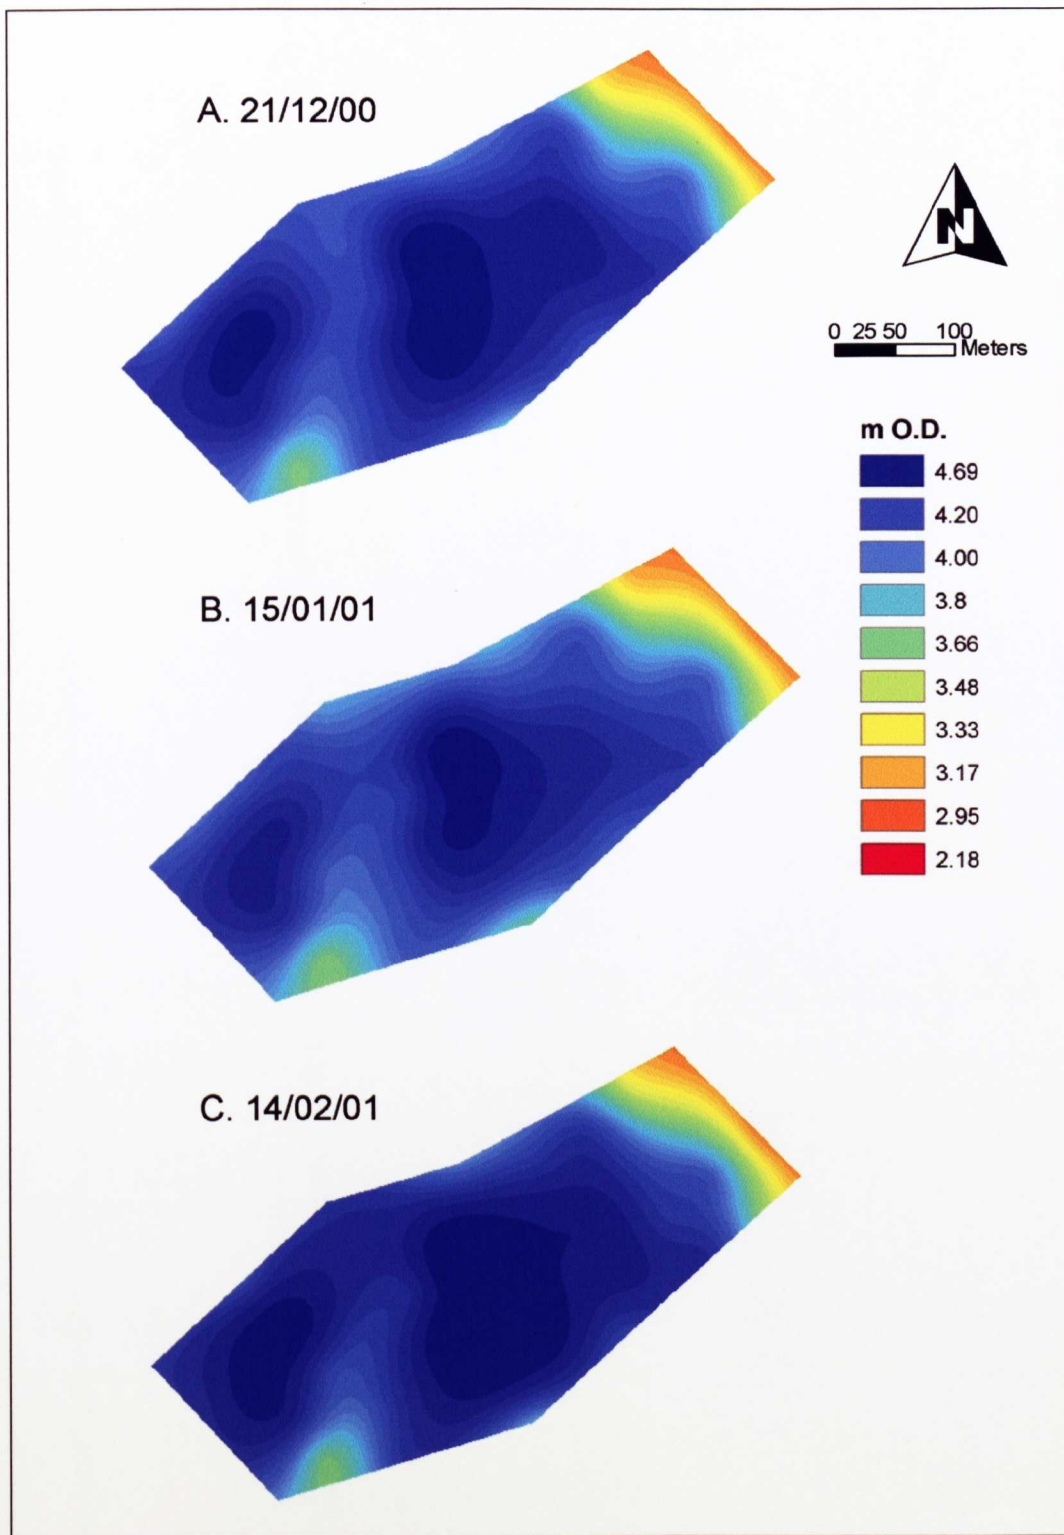 A. 21/12/00
N
0 25 50 100
Meters
m O.D.
4.69
4.20
4.00
3.8
3.66
3.48
3.33
3.17
2.95
2.18
B. 15/01/01
C. 14/02/01